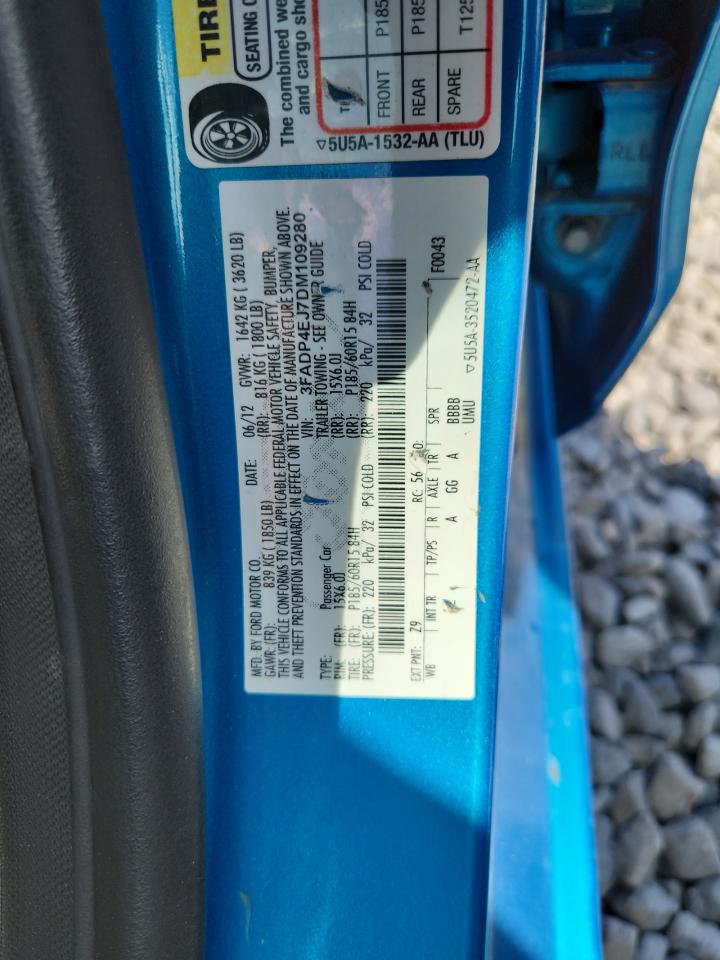 TIRE
SEATING C
The combined we
and cargo sho
FRONT P185
REAR P185
SPARE T125
▽5U5A-1532-AA (TLU)
MFD. BY FORD MOTOR CO.
DATE: 06/12 GVWR: 1642 KG ( 3620 LB)
GAWR: (FR): 839 KG ( 1850 LB) (RR): 816 KG ( 1800 LB)
THIS VEHICLE CONFORMS TO ALL APPLICABLE FEDERAL MOTOR VEHICLE SAFETY, BUMPER,
AND THEFT PREVENTION STANDARDS IN EFFECT ON THE DATE OF MANUFACTURE SHOWN ABOVE.
VIN: 3FADP4EJ7DM109280
TYPE: Passenger Car TRAILER TOWING - SEE OWNER GUIDE
RIM: (FR): 15X6.0J (RR): 15X6.0J
TIRE: (FR): P185/60R15 84H (RR): P185/60R15 84H
PRESSURE: (FR): 220 kPa/ 32 PSI COLD (RR): 220 kPa/ 32 PSI COLD
EXT PNT: Z9 RC: 56 F0043
WB INT TR TP/PS R AXLE TR SPR
A GG A BBBB
UMU
▽5U5A-3520472-AA